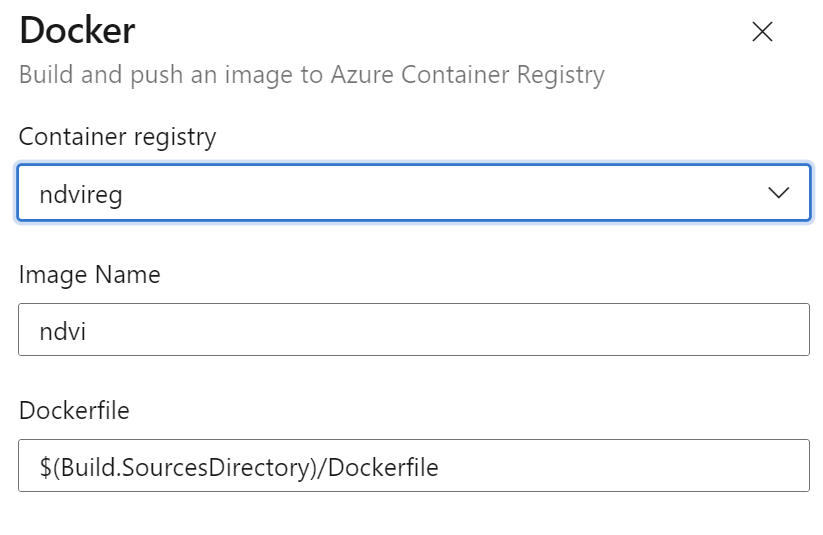 Docker
Build and push an image to Azure Container Registry
Container registry
ndvireg
Image Name
ndvi
Dockerfile
$(Build.SourcesDirectory)/Dockerfile